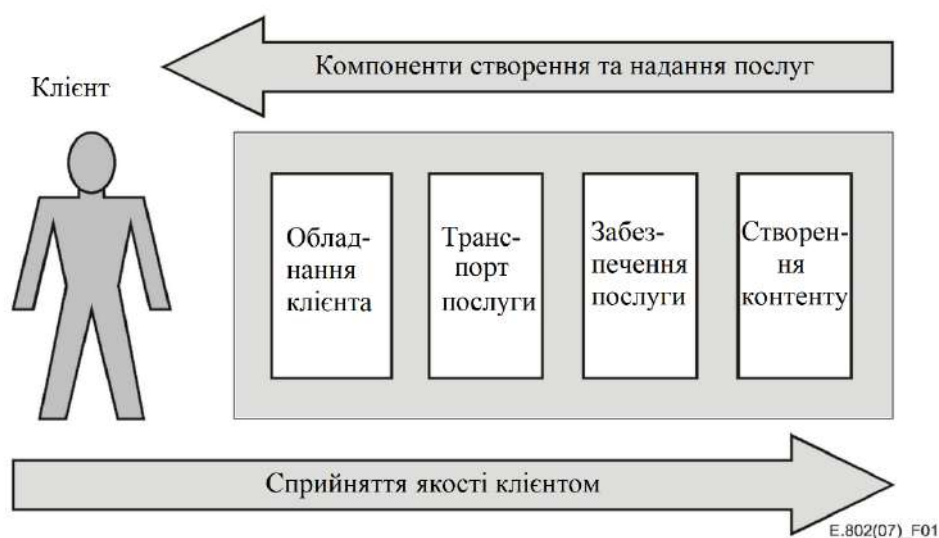 Компоненти створення та надання послуг
Клієнт
Облад-
нання
клієнта
Транс-
порт
послуги
Забез-
печення
послуги
Створен-
ня
контенту
Сприйняття якості клієнтом
E.802(07)_F01